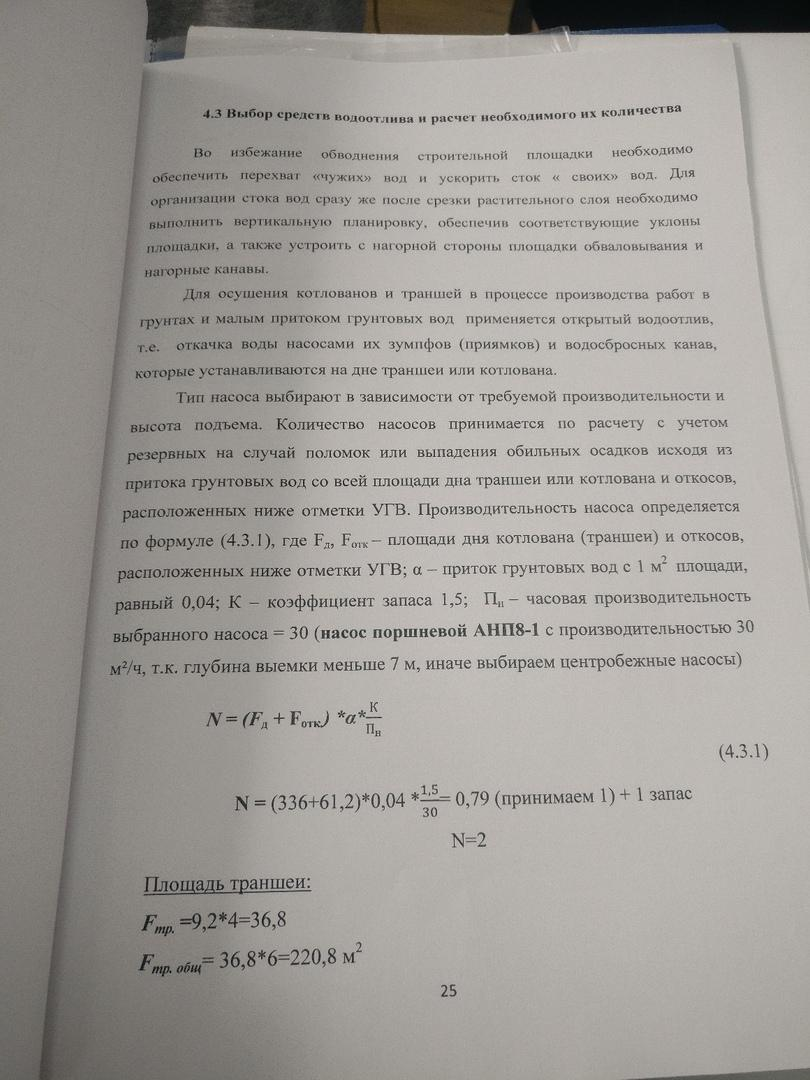 4.3 Выбор средств водоотлива и расчет необходимого их количества
Во избежание обводнения строительной площадки необходимо
обеспечить перехват «чужих» вод и ускорить сток « своих» вод. Для
организации стока вод сразу же после срезки растительного слоя необходимо
выполнить вертикальную планировку, обеспечив соответствующие уклоны
площадки, а также устроить с нагорной стороны площадки обваловывания и
нагорные канавы.
Для осушения котлованов и траншей в процессе производства работ в
грунтах и малым притоком грунтовых вод применяется открытый водоотлив,
т.е. откачка воды насосами их зумпфов (приямков) и водосбросных канав,
которые устанавливаются на дне траншеи или котлована.
Тип насоса выбирают в зависимости от требуемой производительности и
высота подъема. Количество насосов принимается по расчету с учетом
резервных на случай поломок или выпадения обильных осадков исходя из
притока грунтовых вод со всей площади дна траншеи или котлована и откосов,
расположенных ниже отметки УГВ. Производительность насоса определяется
по формуле (4.3.1), где Fд, Fотк – площади дня котлована (траншеи) и откосов,
расположенных ниже отметки УГВ; α – приток грунтовых вод с 1 м² площади,
равный 0,04; К – коэффициент запаса 1,5; Пн – часовая производительность
выбранного насоса = 30 (насос поршневой АНП8-1 с производительностью 30
м²/ч, т.к. глубина выемки меньше 7 м, иначе выбираем центробежные насосы)
N = (Fд + Fотк) *α*К/Пн
(4.3.1)
N = (336+61,2)*0,04 *1,5/30= 0,79 (принимаем 1) + 1 запас
N=2
Площадь траншеи:
Fтр. =9,2*4=36,8
Fтр. общ= 36,8*6=220,8 м²
25